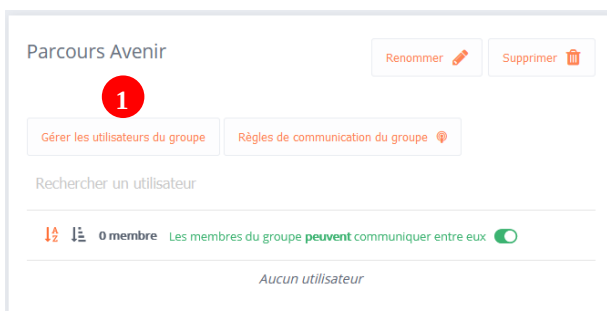 Parcours Avenir
Renommer
Supprimer
1
Gérer les utilisateurs du groupe
Règles de communication du groupe
Rechercher un utilisateur
0 membre Les membres du groupe peuvent communiquer entre eux
Aucun utilisateur